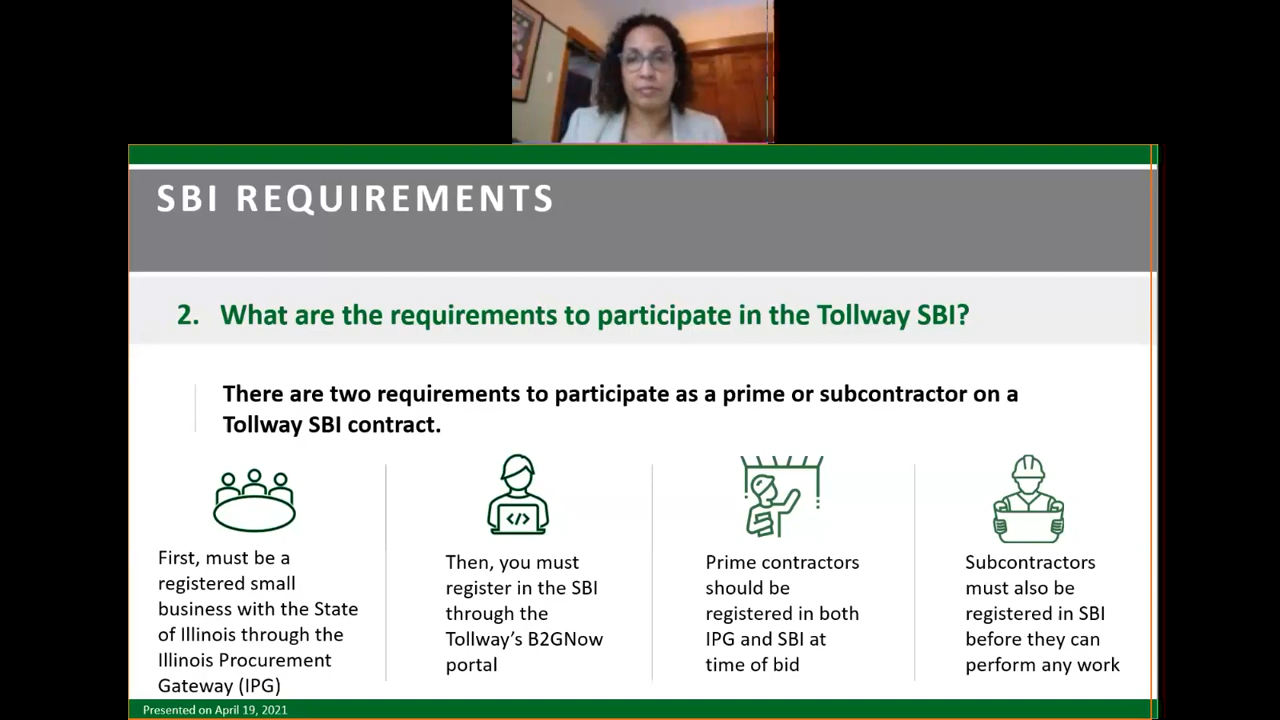 SBI REQUIREMENTS
2. What are the requirements to participate in the Tollway SBI?
There are two requirements to participate as a prime or subcontractor on a
Tollway SBI contract.
</>
First, must be a
registered small
business with the State
of Illinois through the
Illinois Procurement
Gateway (IPG)
Then, you must
register in the SBI
through the
Tollway's B2GNow
portal
Prime contractors
should be
registered in both
IPG and SBI at
time of bid
Subcontractors
must also be
registered in SBI
before they can
perform any work
Presented on April 19, 2021